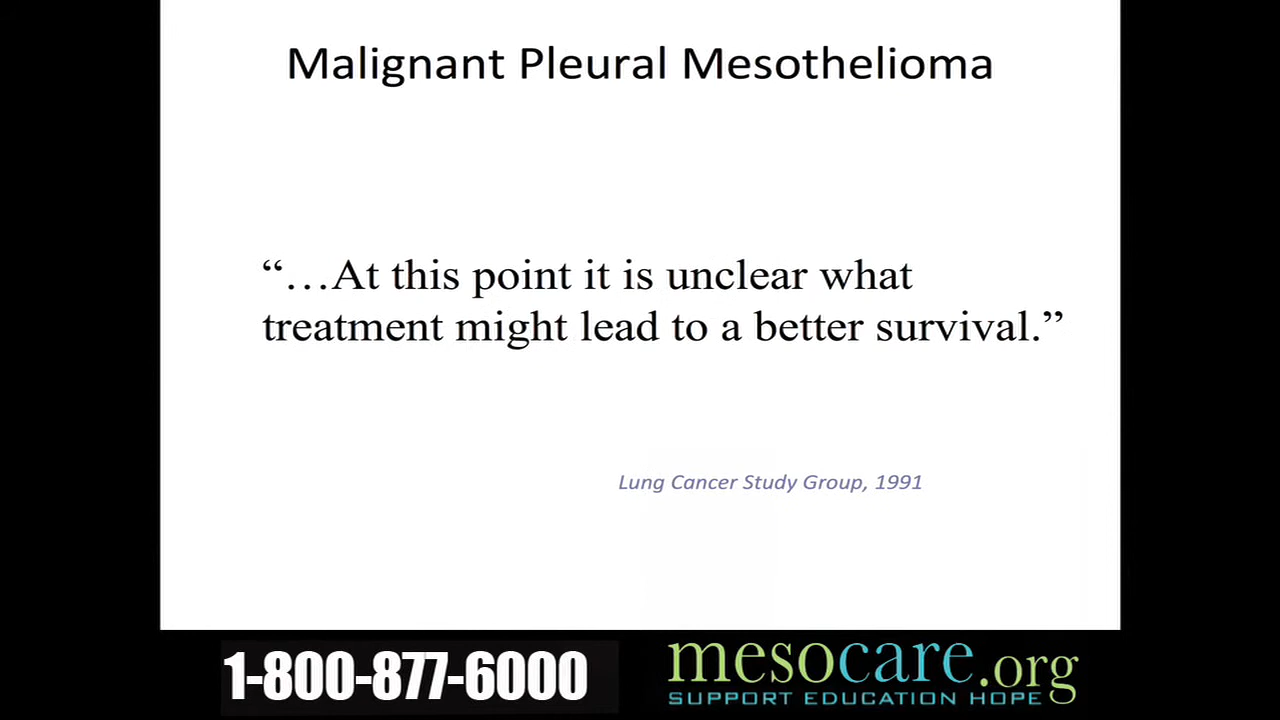 Malignant Pleural Mesothelioma
“…At this point it is unclear what
treatment might lead to a better survival.”
Lung Cancer Study Group, 1991
1-800-877-6000
mesocare.org
SUPPORT EDUCATION HOPE